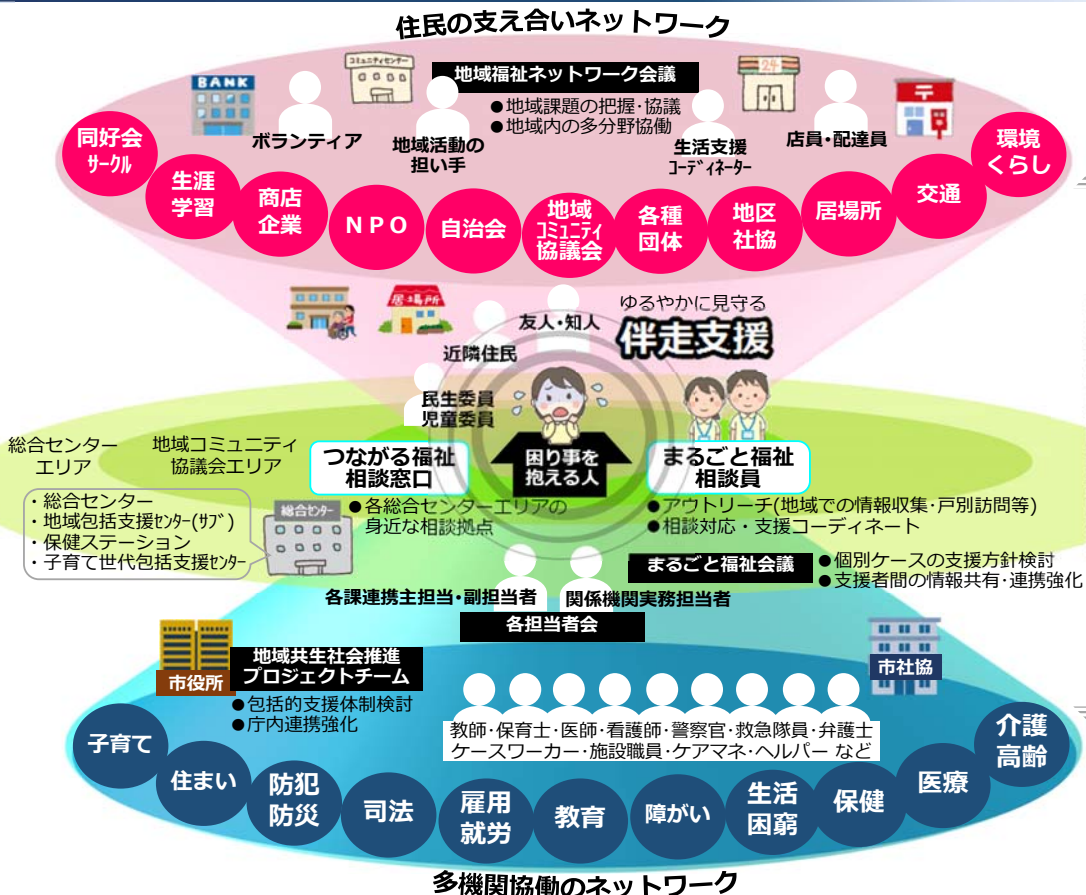 住民の支え合いネットワーク
BANK
コミュニティセンター
地域福祉ネットワーク会議
●地域課題の把握･協議
●地域内の多分野協働
24
〒
ボランティア
地域活動の
担い手
生活支援
ｺｰﾃﾞｨﾈｰﾀｰ
店員･配達員
同好会
ｻｰｸﾙ
生涯
学習
商店
企業
ＮＰＯ
自治会
地域
ｺﾐｭﾆﾃｨ
協議会
各種
団体
地区
社協
居場所
交通
環境
くらし
居場所
友人･知人
近隣住民
ゆるやかに見守る
伴走支援
民生委員
児童委員
総合センター
エリア
地域コミュニティ
協議会エリア
つながる福祉
相談窓口
困り事を
抱える人
まるごと福祉
相談員
・総合センター
・地域包括支援ｾﾝﾀｰ(ｻﾌﾞ)
・保健ステーション
・子育て世代包括支援ｾﾝﾀｰ
総合ｾﾝﾀｰ
●各総合センターエリアの
身近な相談拠点
●アウトリーチ(地域での情報収集･戸別訪問等)
●相談対応・支援コーディネート
まるごと福祉会議
●個別ケースの支援方針検討
●支援者間の情報共有･連携強化
各課連携主担当･副担当者
関係機関実務担当者
各担当者会
市役所
地域共生社会推進
プロジェクトチーム
●包括的支援体制検討
●庁内連携強化
市社協
教師･保育士･医師･看護師･警察官･救急隊員･弁護士
ケースワーカー･施設職員･ケアマネ･ヘルパー など
子育て
住まい
防犯
防災
司法
雇用
就労
教育
障がい
生活
困窮
保健
医療
介護
高齢
多機関協働のネットワーク